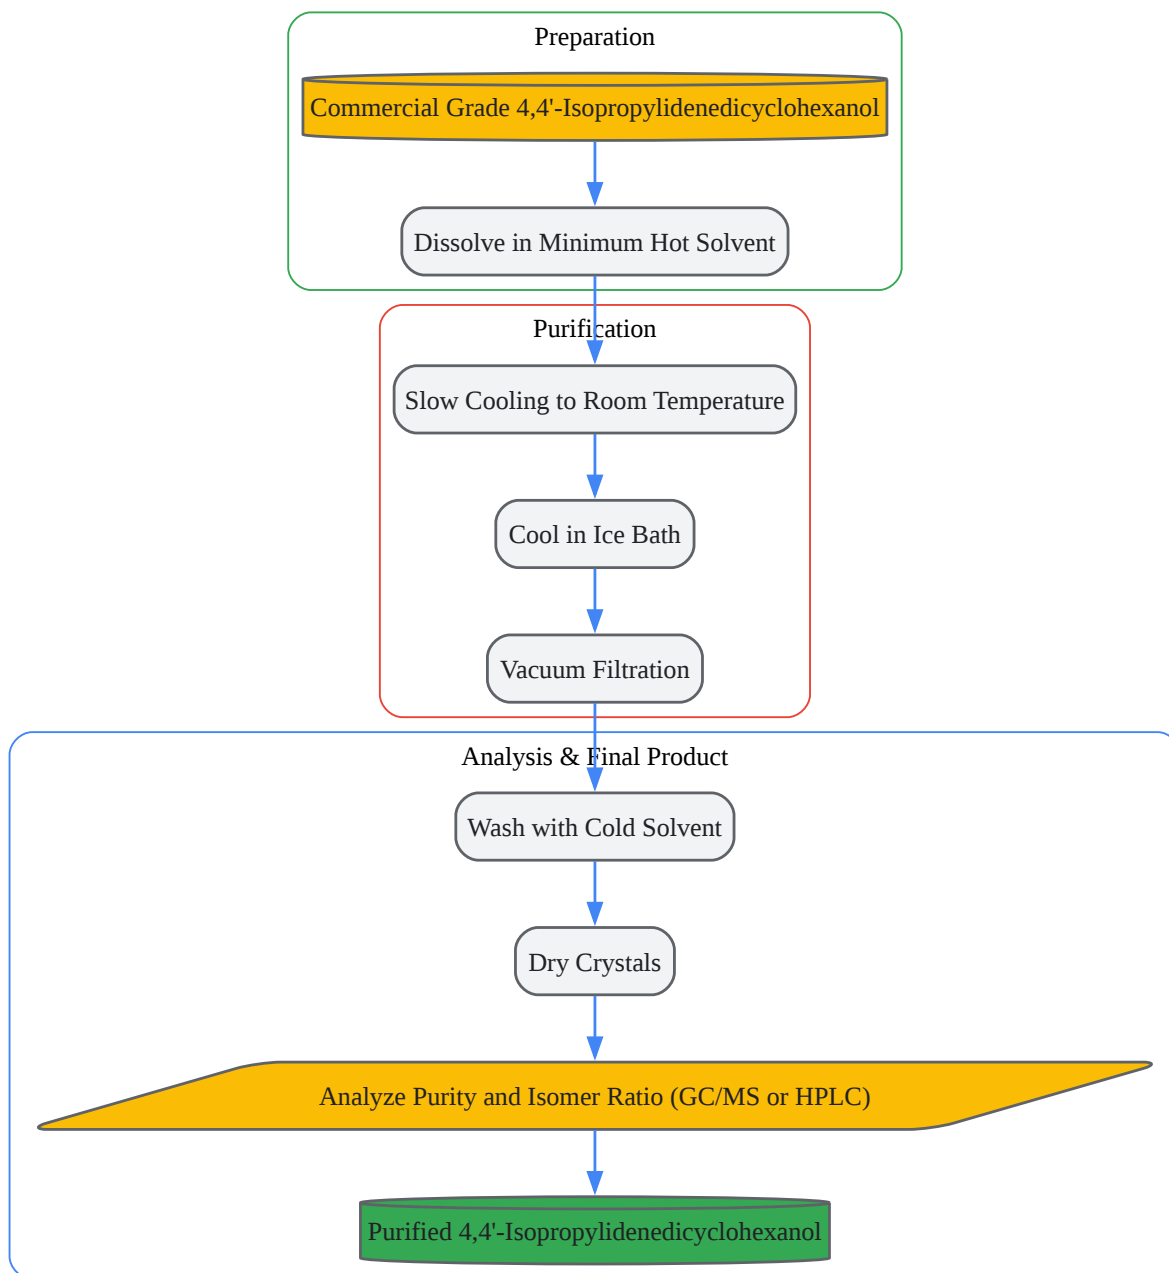 Preparation
Commercial Grade 4,4'-Isopropylidenedicyclohexanol
Dissolve in Minimum Hot Solvent
Purification
Slow Cooling to Room Temperature
Cool in Ice Bath
Vacuum Filtration
Analysis & Final Product
Wash with Cold Solvent
Dry Crystals
Analyze Purity and Isomer Ratio (GC/MS or HPLC)
Purified 4,4'-Isopropylidenedicyclohexanol